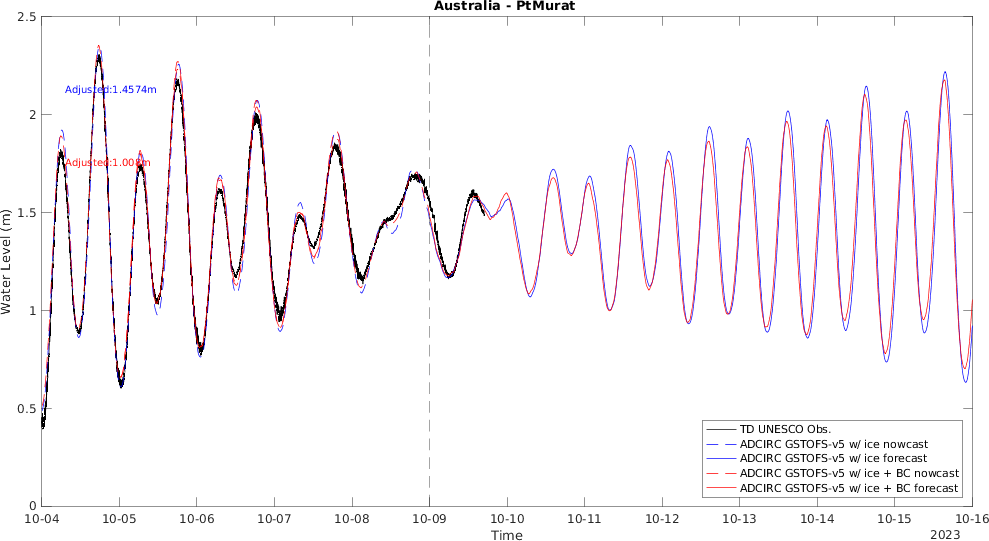 Australia - PtMurat
2.5
2
1.5
1
0.5
0
Water Level (m)
Adjusted:1.4574m
Adjusted:1.008m
TD UNESCO Obs.
ADCIRC GSTOFS-v5 w/ ice nowcast
ADCIRC GSTOFS-v5 w/ ice forecast
ADCIRC GSTOFS-v5 w/ ice + BC nowcast
ADCIRC GSTOFS-v5 w/ ice + BC forecast
10-04 10-05 10-06 10-07 10-08 10-09 10-10 10-11 10-12 10-13 10-14 10-15 10-16
Time
2023